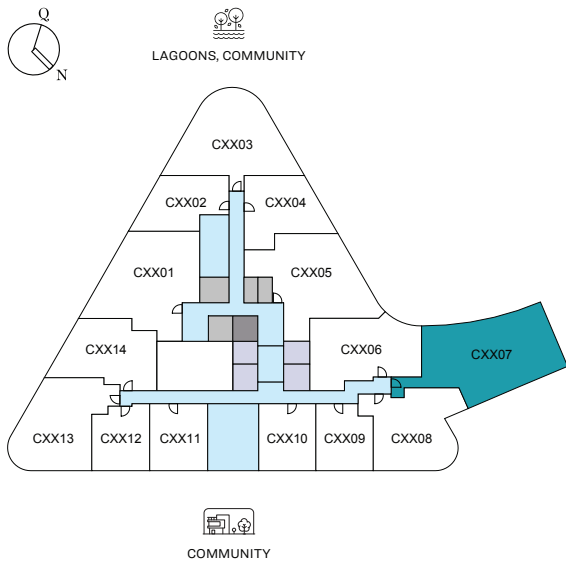 Q
N
LAGOONS, COMMUNITY
CXX03
CXX02
CXX04
CXX01
CXX05
CXX14
CXX06
CXX07
CXX13
CXX12
CXX11
CXX10
CXX09
CXX08
COMMUNITY